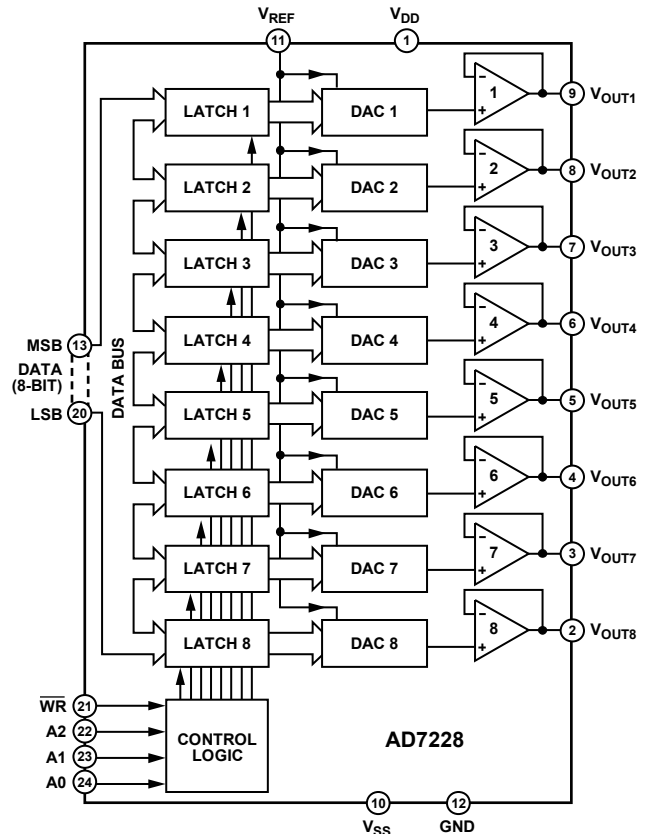 VREF
VDD
11
1
LATCH 1
DAC 1
1
9 VOUT1
LATCH 2
DAC 2
2
8 VOUT2
LATCH 3
DAC 3
3
7 VOUT3
MSB 13
LATCH 4
DAC 4
4
6 VOUT4
DATA
(8-BIT)
DATA BUS
LSB 20
LATCH 5
DAC 5
5
5 VOUT5
LATCH 6
DAC 6
6
4 VOUT6
LATCH 7
DAC 7
7
3 VOUT7
LATCH 8
DAC 8
8
2 VOUT8
WR 21
A2 22
A1 23
A0 24
CONTROL
LOGIC
AD7228
10
12
VSS
GND